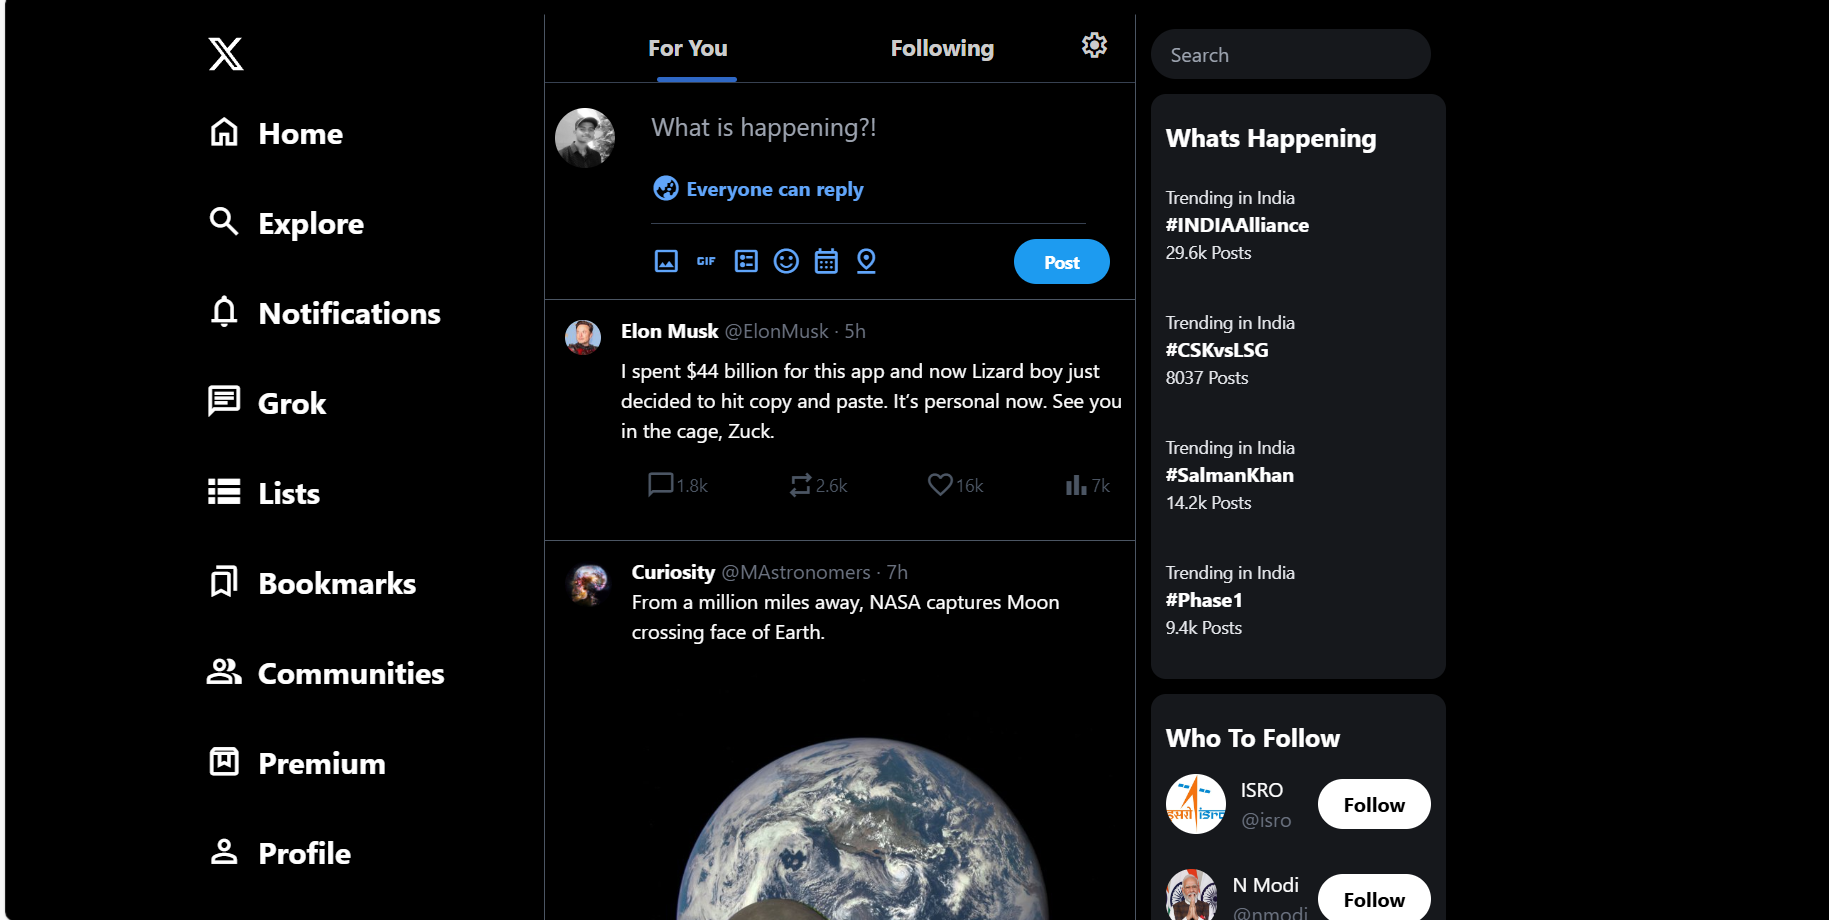 Home
Explore
Notifications
Grok
Lists
Bookmarks
Communities
Premium
Profile
For You
Following
What is happening?!
Everyone can reply
GIF
Post
Elon Musk @ElonMusk · 5h
I spent $44 billion for this app and now Lizard boy just
decided to hit copy and paste. It’s personal now. See you
in the cage, Zuck.
1.8k
2.6k
16k
7k
Curiosity @MAstronomers · 7h
From a million miles away, NASA captures Moon
crossing face of Earth.
Search
Whats Happening
Trending in India
#INDIAAlliance
29.6k Posts
Trending in India
#CSKvsLSG
8037 Posts
Trending in India
#SalmanKhan
14.2k Posts
Trending in India
#Phase1
9.4k Posts
Who To Follow
इसरो isro
ISRO
@isro
Follow
N Modi
@nmodi
Follow